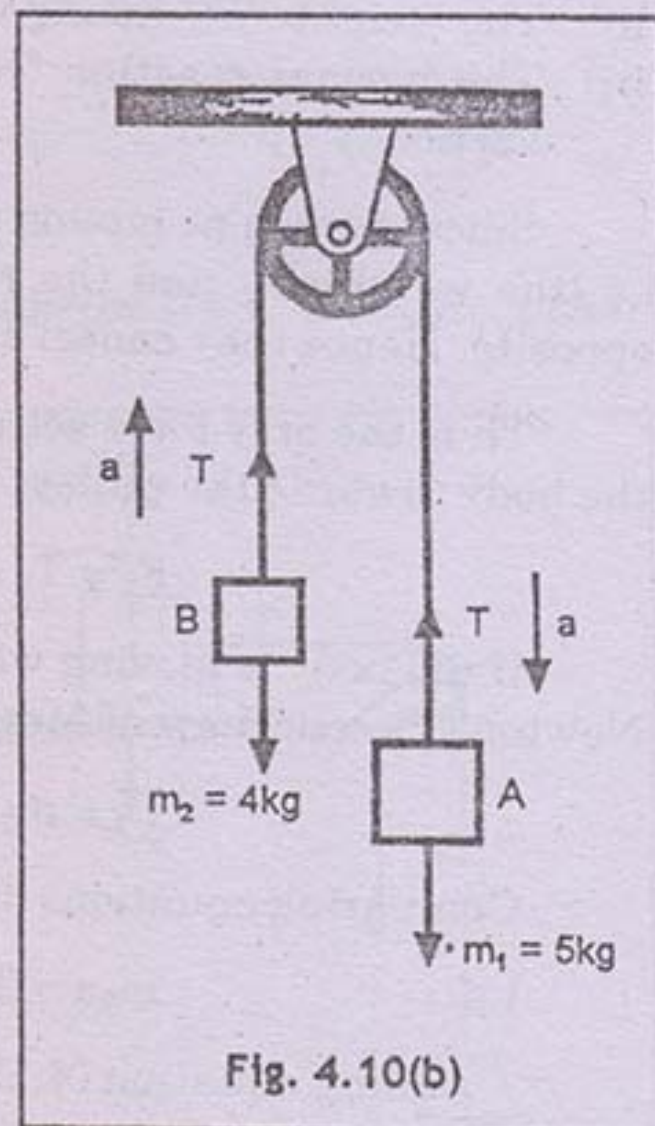 a T
B T a
m₂ = 4kg A
m₁ = 5kg
Fig. 4.10(b)